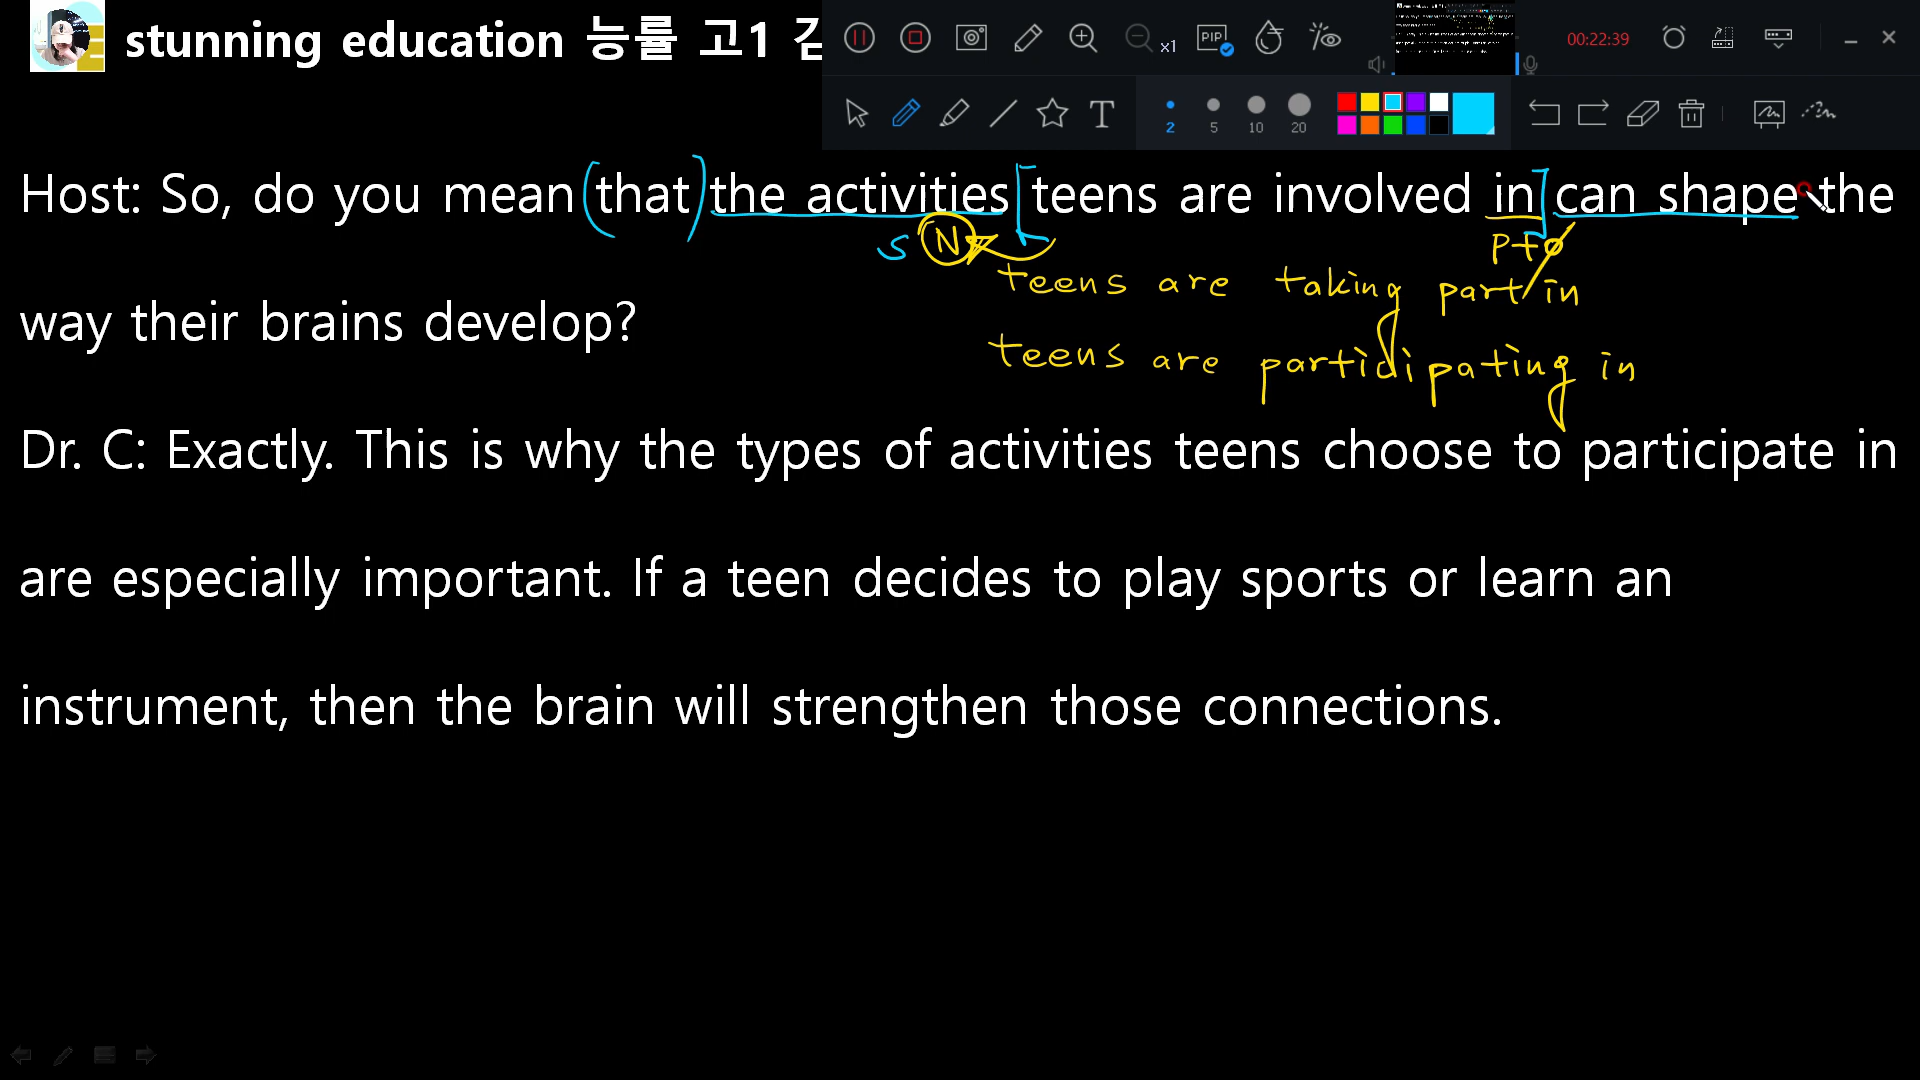 stunning education 능률 고1 김
x1
PIP
00:22:39
T
2 5 10 20
Host: So, do you mean (that) the activities [teens are involved in] can shape the
S N P+O
teens are taking part in
way their brains develop?
teens are participating in
Dr. C: Exactly. This is why the types of activities teens choose to participate in
are especially important. If a teen decides to play sports or learn an
instrument, then the brain will strengthen those connections.